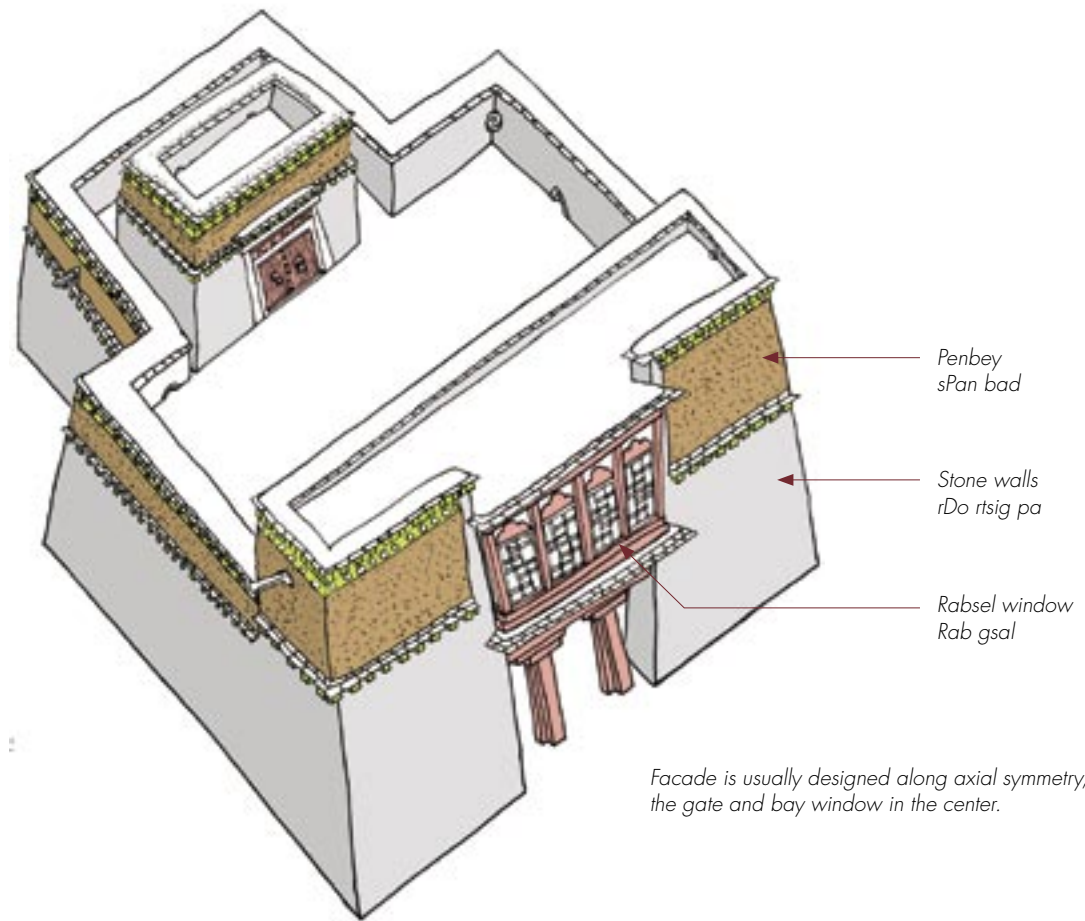 Penbey
sPan bad
Stone walls
rDo rtsig pa
Rabsel window
Rab gsal
Facade is usually designed along axial symmetry,
the gate and bay window in the center.